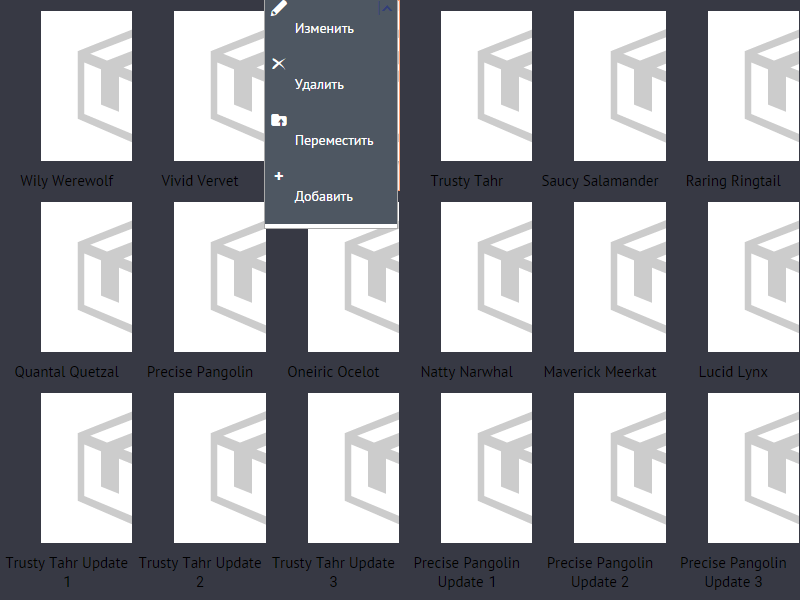 Изменить
Удалить
Переместить
Добавить
Wily Werewolf
Vivid Vervet
Trusty Tahr
Saucy Salamander
Raring Ringtail
Quantal Quetzal
Precise Pangolin
Oneiric Ocelot
Natty Narwhal
Maverick Meerkat
Lucid Lynx
Trusty Tahr Update
1
Trusty Tahr Update
2
Trusty Tahr Update
3
Precise Pangolin
Update 1
Precise Pangolin
Update 2
Precise Pangolin
Update 3